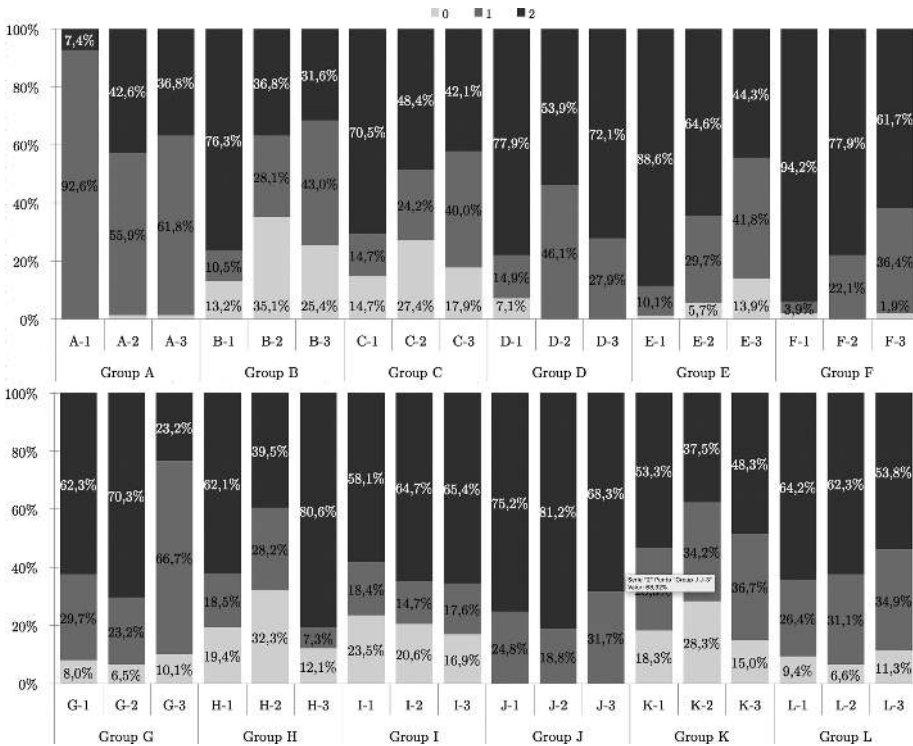 0 1 2
100% 7,4% 42,6% 36,8% 76,3% 36,8% 31,6% 70,5% 48,4% 42,1% 77,9% 53,9% 72,1% 88,6% 64,6% 44,3% 94,2% 77,9% 61,7%
80%
60%
92,6% 55,9% 61,8% 10,5% 28,1% 43,0% 14,7% 24,2% 40,0% 14,9% 46,1% 27,9% 10,1% 29,7% 41,8% 3,9% 22,1% 36,4%
40%
20%
13,2% 35,1% 25,4% 14,7% 27,4% 17,9% 7,1% 5,7% 13,9% 1,9%
0%
A-1 A-2 A-3 B-1 B-2 B-3 C-1 C-2 C-3 D-1 D-2 D-3 E-1 E-2 E-3 F-1 F-2 F-3
Group A Group B Group C Group D Group E Group F
100% 62,3% 70,3% 23,2% 62,1% 39,5% 80,6% 58,1% 64,7% 65,4% 75,2% 81,2% 68,3% 53,3% 37,5% 48,3% 64,2% 62,3% 53,8%
80%
60%
29,7% 23,2% 66,7% 18,5% 28,2% 7,3% 18,4% 14,7% 17,6% 24,8% 18,8% 31,7% 34,2% 36,7% 26,4% 31,1% 34,9%
Serie "2" Punto "Group J J-3"
40%
20%
8,0% 6,5% 10,1% 19,4% 32,3% 12,1% 23,5% 20,6% 16,9% 18,3% 28,3% 15,0% 9,4% 6,6% 11,3%
0%
G-1 G-2 G-3 H-1 H-2 H-3 I-1 I-2 I-3 J-1 J-2 J-3 K-1 K-2 K-3 L-1 L-2 L-3
Group G Group H Group I Group J Group K Group L